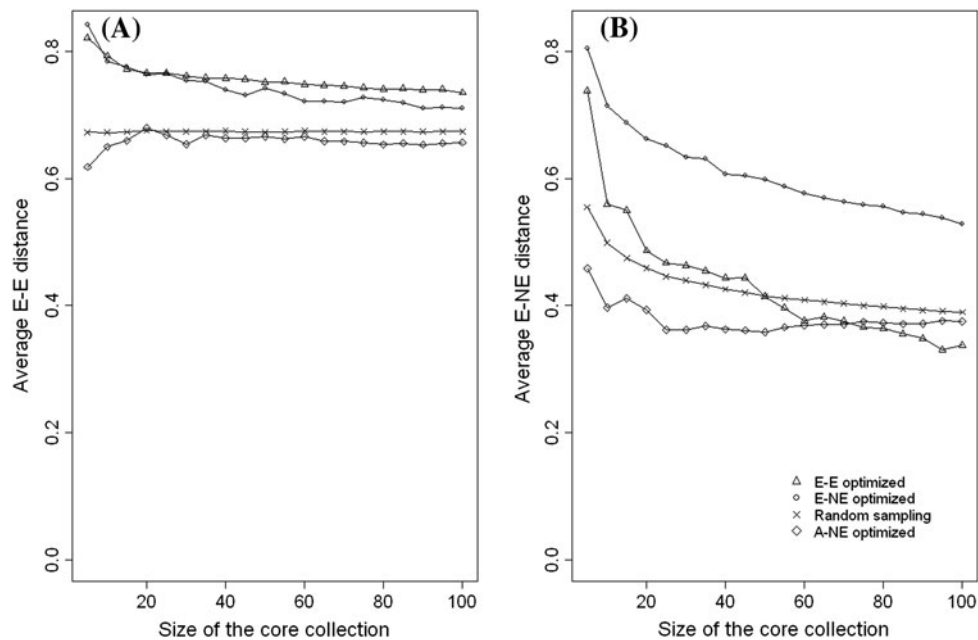 (A)
Average E-E distance
0.8
0.6
0.4
0.2
0.0
20 40 60 80 100
Size of the core collection
(B)
Average E-NE distance
0.8
0.6
0.4
0.2
0.0
E-E optimized
E-NE optimized
Random sampling
A-NE optimized
20 40 60 80 100
Size of the core collection